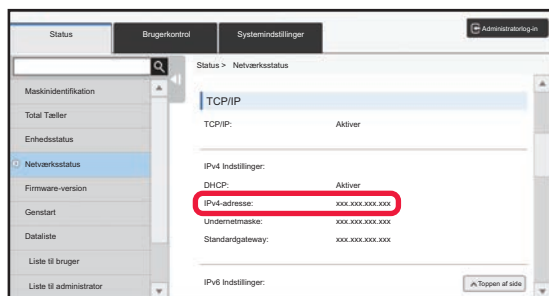 Status
Brugerkontrol
Systemindstillinger
Administratorlog-in
Status > Netværksstatus
Maskinidentifikation
Total Tæller
Enhedsstatus
Netværksstatus
Firmware-version
Genstart
Dataliste
Liste til bruger
Liste til administrator
TCP/IP
TCP/IP: Aktiver
IPv4 Indstillinger:
DHCP: Aktiver
IPv4-adresse: xxx.xxx.xxx.xxx
Undernetmaske: xxx.xxx.xxx.xxx
Standardgateway: xxx.xxx.xxx.xxx
IPv6 Indstillinger:
Toppen af side